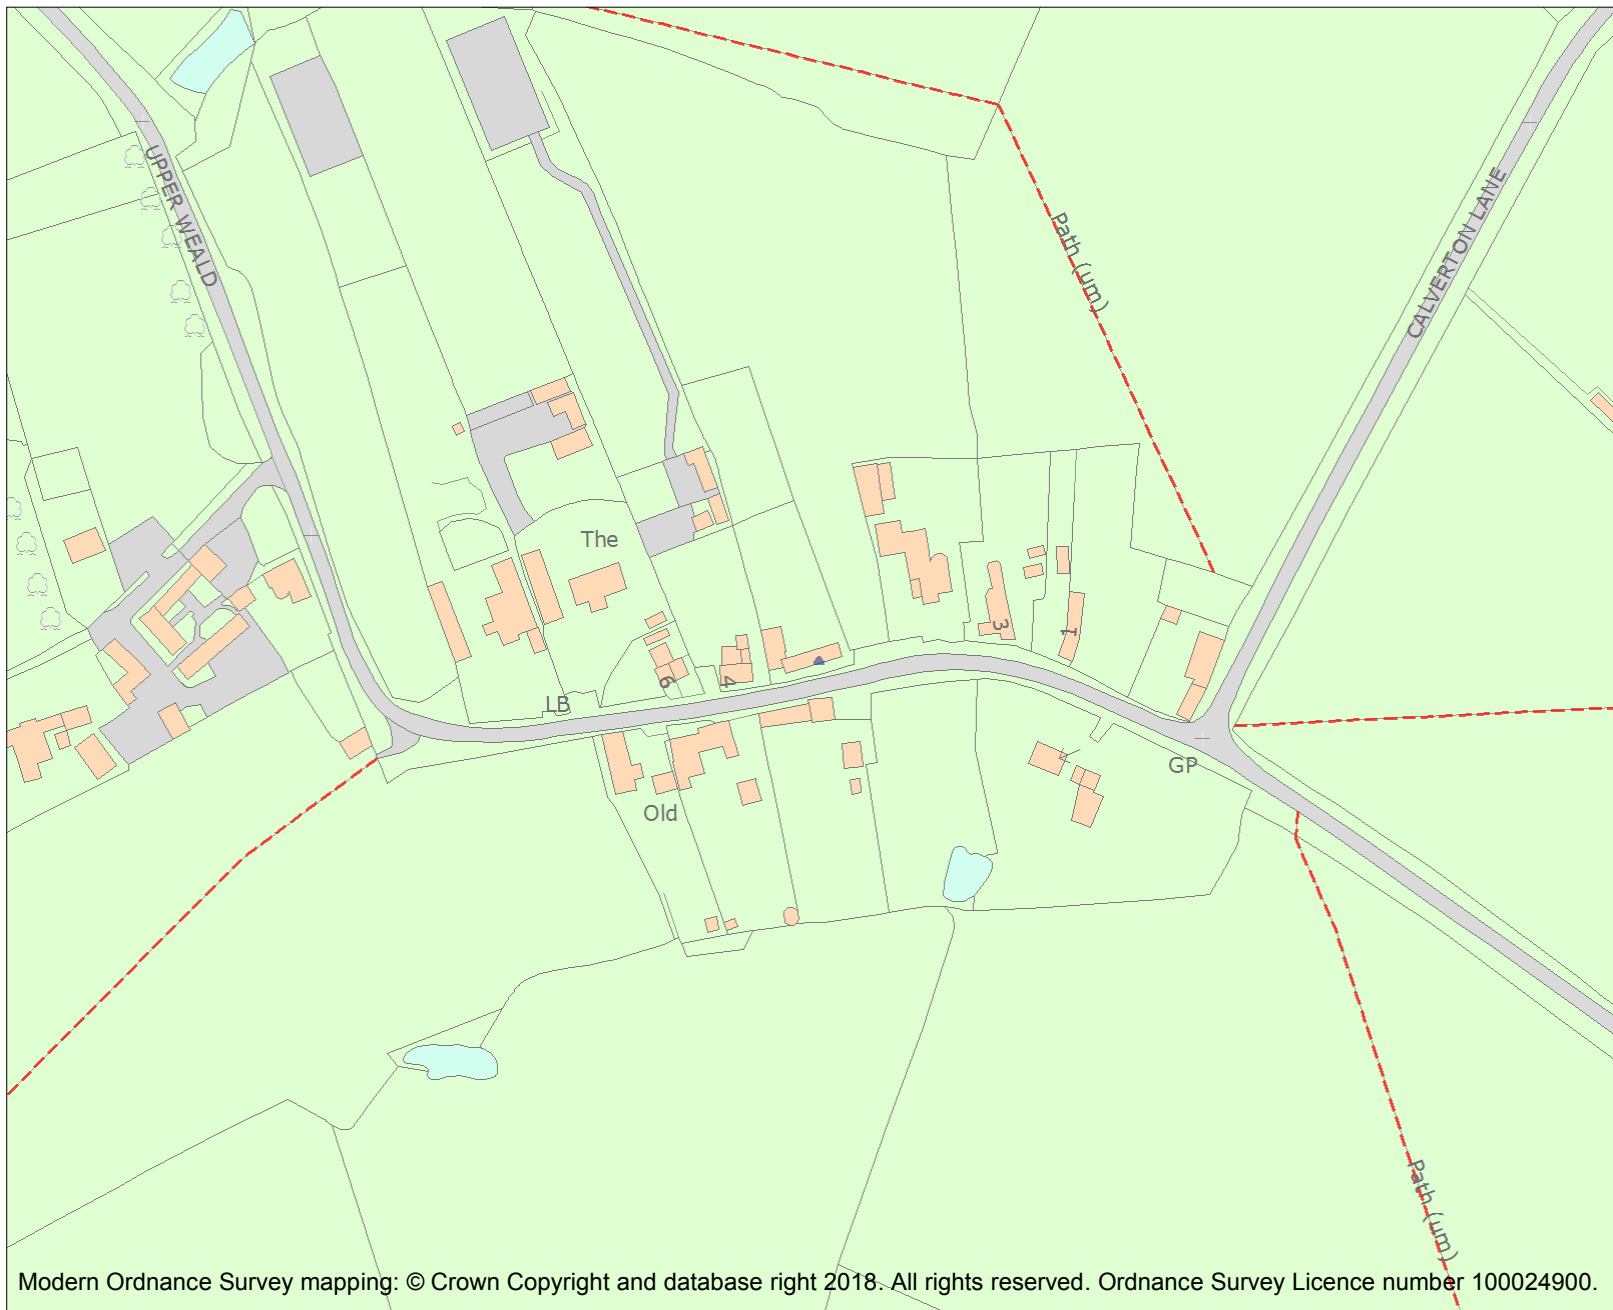 UPPER WEALD
CALVERTON LANE
Path (um)
The
3
1
6
4
LB
GP
Old
Path (um)
Modern Ordnance Survey mapping: © Crown Copyright and database right 2018. All rights reserved. Ordnance Survey Licence number 100024900.